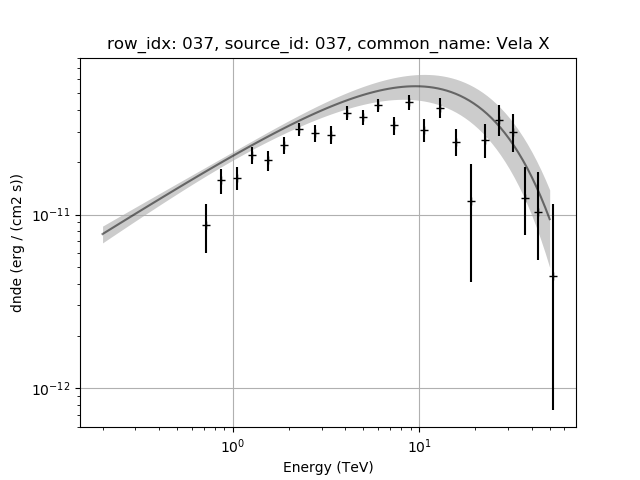 row_idx: 037, source_id: 037, common_name: Vela X
dnde (erg / (cm2 s))
10⁻¹¹
10⁻¹²
10⁰
10¹
Energy (TeV)